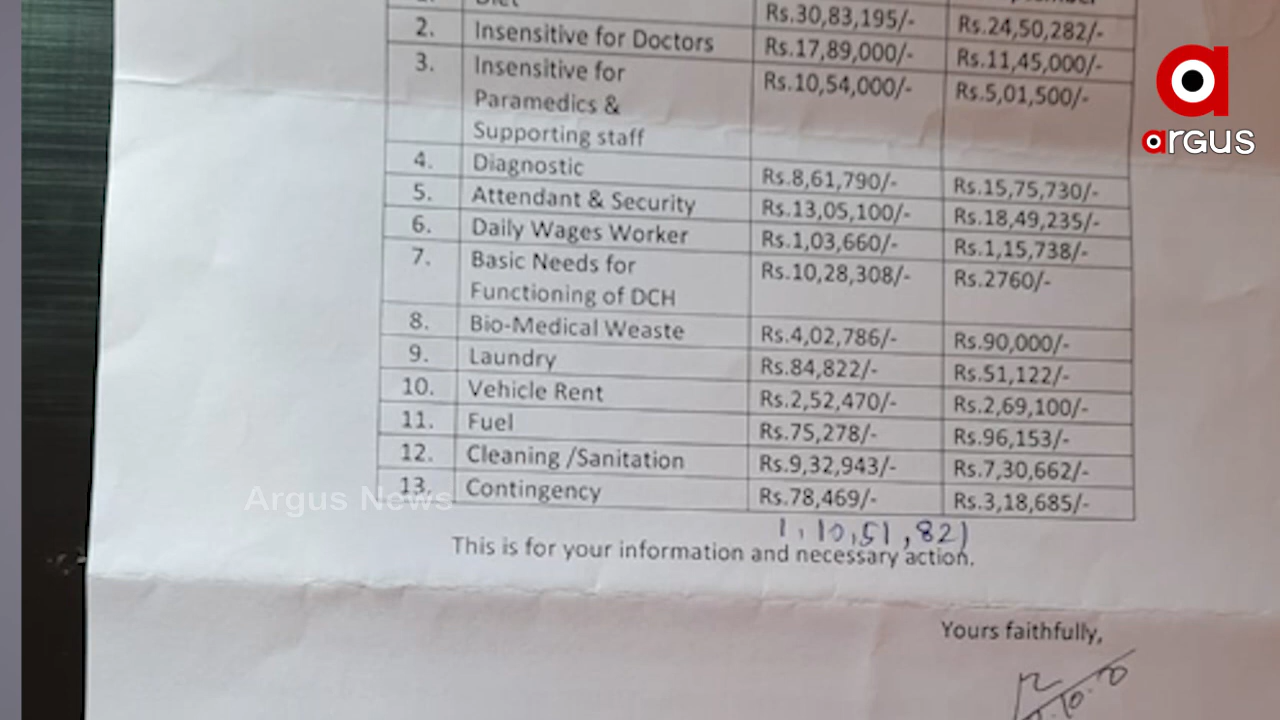 Rs.30,83,195/- Rs.24,50,282/-
2. Insensitive for Doctors Rs.17,89,000/- Rs.11,45,000/-
3. Insensitive for Rs.10,54,000/- Rs.5,01,500/-
Paramedics &
Supporting staff
4. Diagnostic Rs.8,61,790/- Rs.15,75,730/-
5. Attendant & Security Rs.13,05,100/- Rs.18,49,235/-
6. Daily Wages Worker Rs.1,03,660/- Rs.1,15,738/-
7. Basic Needs for Rs.10,28,308/- Rs.2760/-
Functioning of DCH
8. Bio-Medical Weaste Rs.4,02,786/- Rs.90,000/-
9. Laundry Rs.84,822/- Rs.51,122/-
10. Vehicle Rent Rs.2,52,470/- Rs.2,69,100/-
11. Fuel Rs.75,278/- Rs.96,153/-
12. Cleaning /Sanitation Rs.9,32,943/- Rs.7,30,662/-
13. Contingency Rs.78,469/- Rs.3,18,685/-
1,10,51,821
This is for your information and necessary action.
Yours faithfully,
argus
Argus News